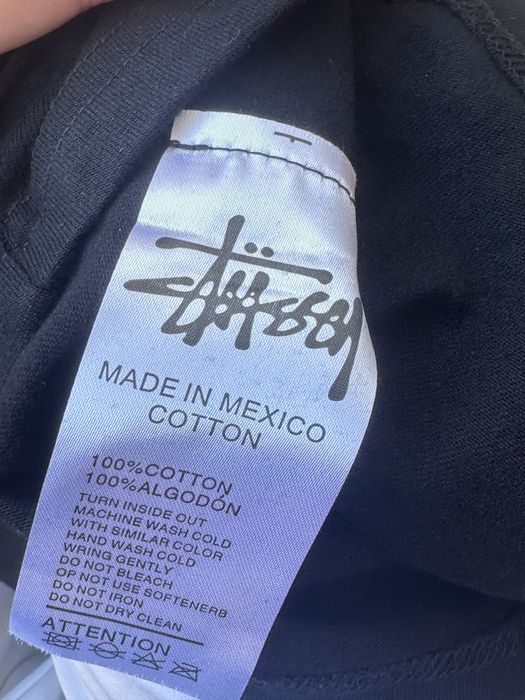 Stüssy
MADE IN MEXICO
COTTON
100%COTTON
100%ALGODÓN
TURN INSIDE OUT
MACHINE WASH COLD
WITH SIMILAR COLOR
HAND WASH COLD
WRING GENTLY
DO NOT BLEACH
OP NOT USE SOFTENERB
DO NOT IRON
DO NOT DRY CLEAN
ATTENTION